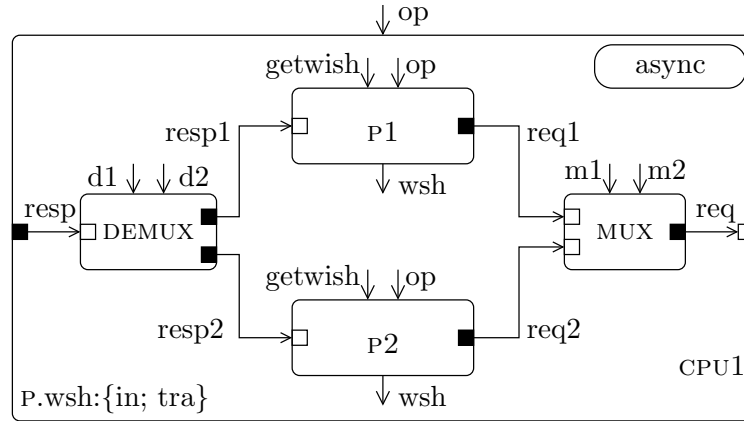 op
async
getwish op
P1
resp1
req1
wsh
d1 d2
m1 m2
resp
DEMUX
MUX
req
getwish op
P2
resp2
req2
wsh
CPU1
P.wsh:{in; tra}